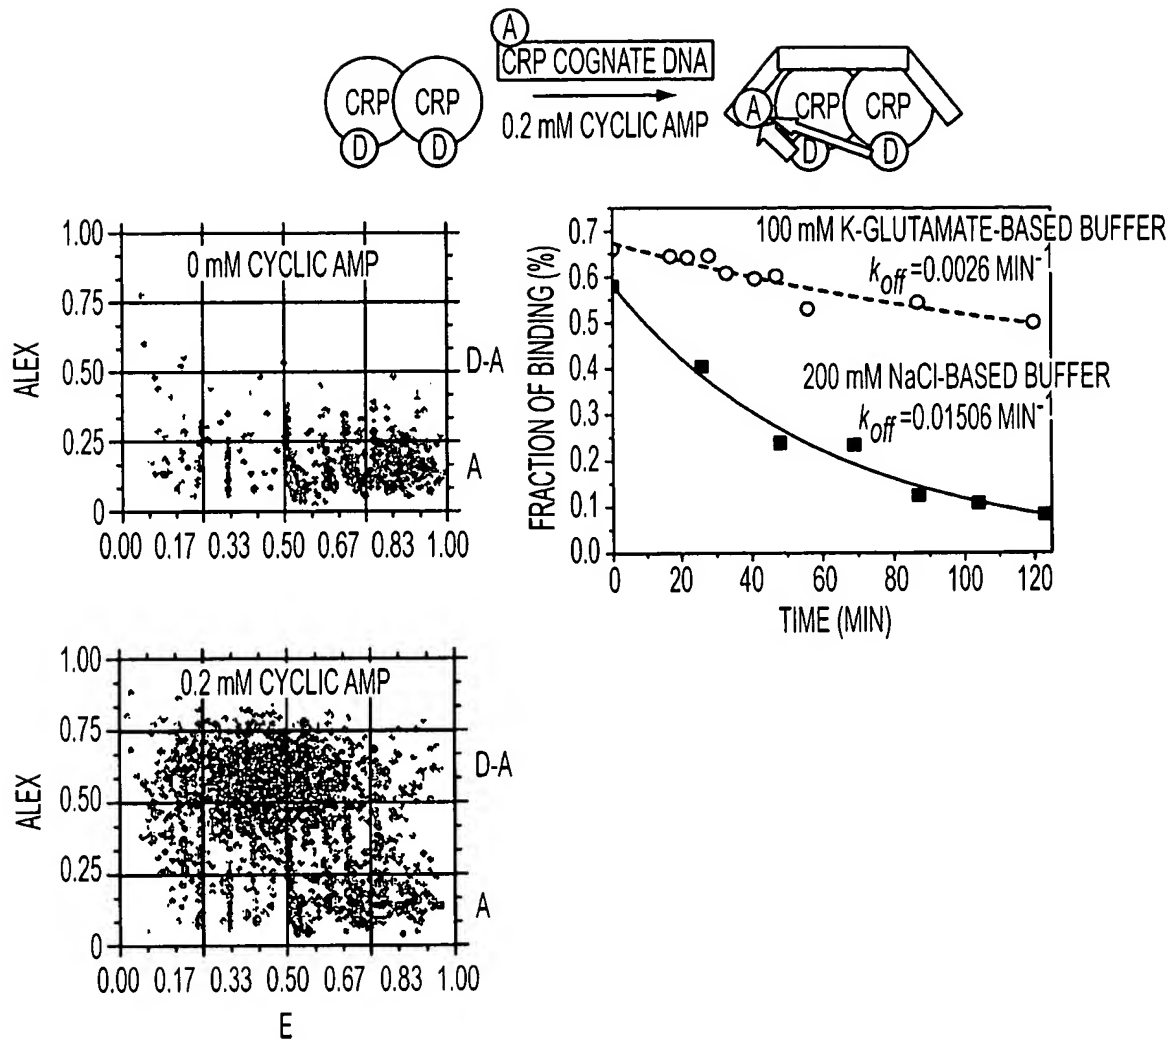 A
CRP COGNATE DNA
CRP CRP
D D
0.2 mM CYCLIC AMP
A CRP CRP
D D
1.00
0.75
0.50
0.25
0
ALEX
0 mM CYCLIC AMP
D-A
A
0.00 0.17 0.33 0.50 0.67 0.83 1.00
FRACTION OF BINDING (%)
0.7
0.6
0.5
0.4
0.3
0.2
0.1
0.0
100 mM K-GLUTAMATE-BASED BUFFER
koff=0.0026 MIN-1
200 mM NaCl-BASED BUFFER
koff=0.01506 MIN-1
0 20 40 60 80 100 120
TIME (MIN)
1.00
0.75
0.50
0.25
0
ALEX
0.2 mM CYCLIC AMP
D-A
A
0.00 0.17 0.33 0.50 0.67 0.83 1.00
E